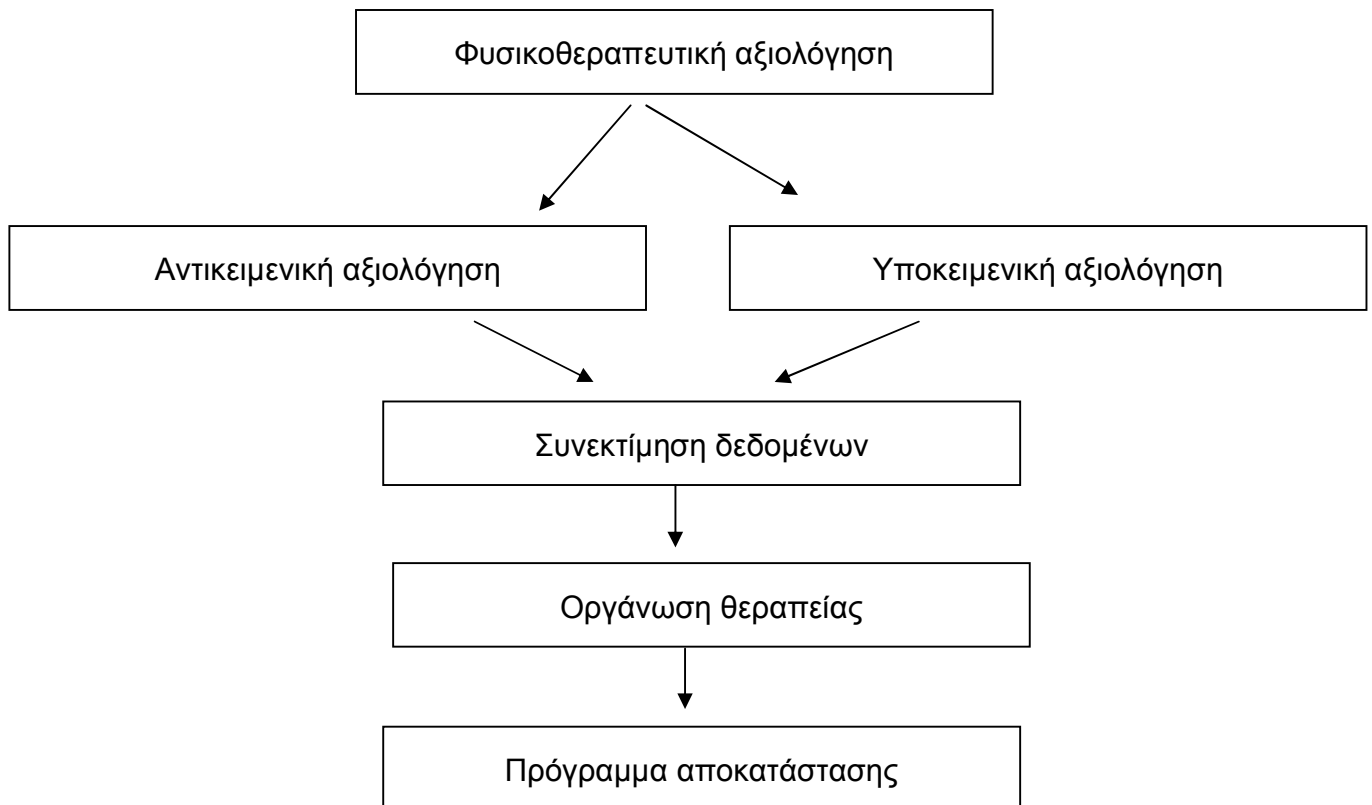 Φυσικοθεραπευτική αξιολόγηση
Αντικειμενική αξιολόγηση
Υποκειμενική αξιολόγηση
Συνεκτίμηση δεδομένων
Οργάνωση θεραπείας
Πρόγραμμα αποκατάστασης